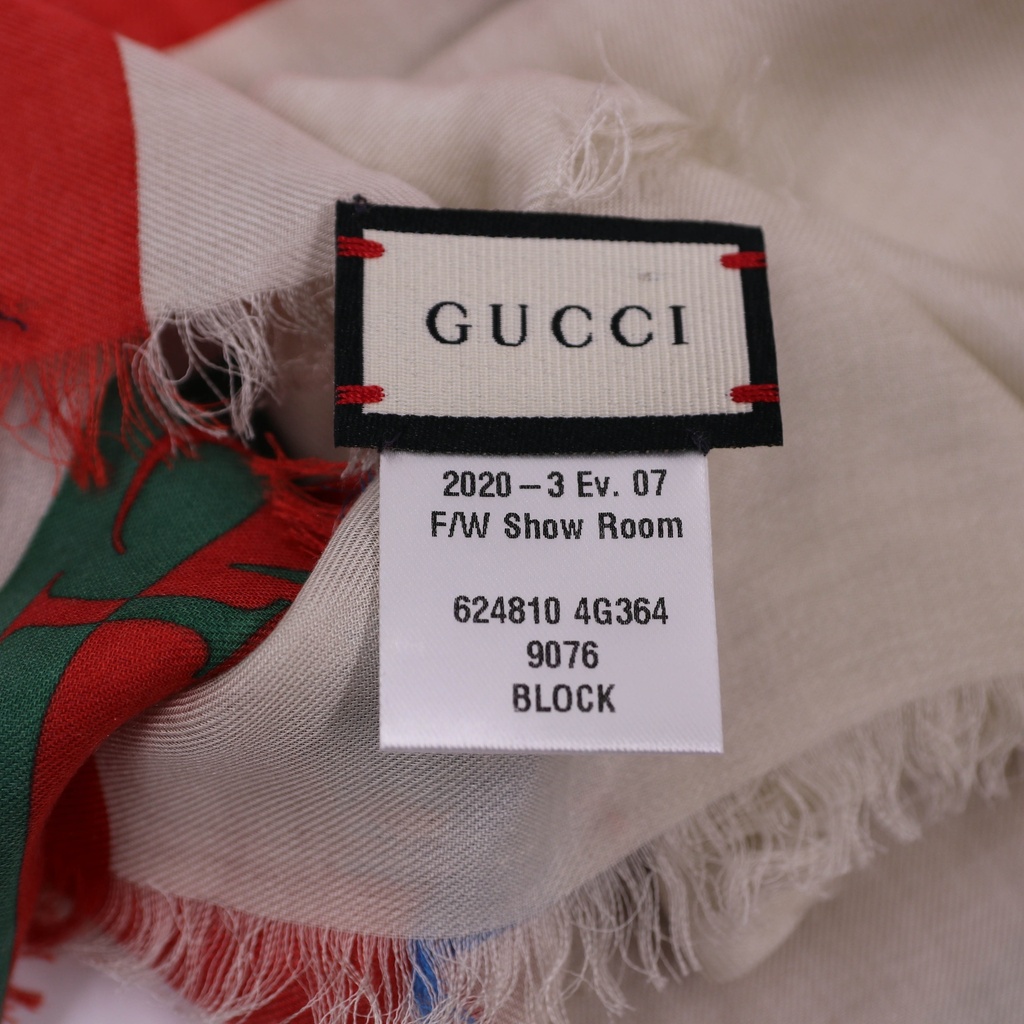 GUCCI
2020 – 3 Ev. 07
F/W Show Room
624810 4G364
9076
BLOCK